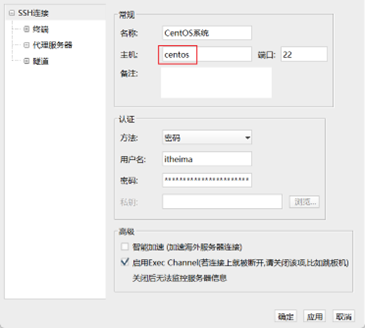 SSH连接
终端
代理服务器
隧道
常规
名称: CentOS系统
主机: centos 端口: 22
备注:
认证
方法: 密码
用户名: itheima
密码: ***********************
私钥: 浏览...
高级
智能加速 (加速海外服务器连接)
启用Exec Channel(若连接上就被断开,请关闭该项,比如跳板机)
关闭后无法监控服务器信息
确定 应用 取消